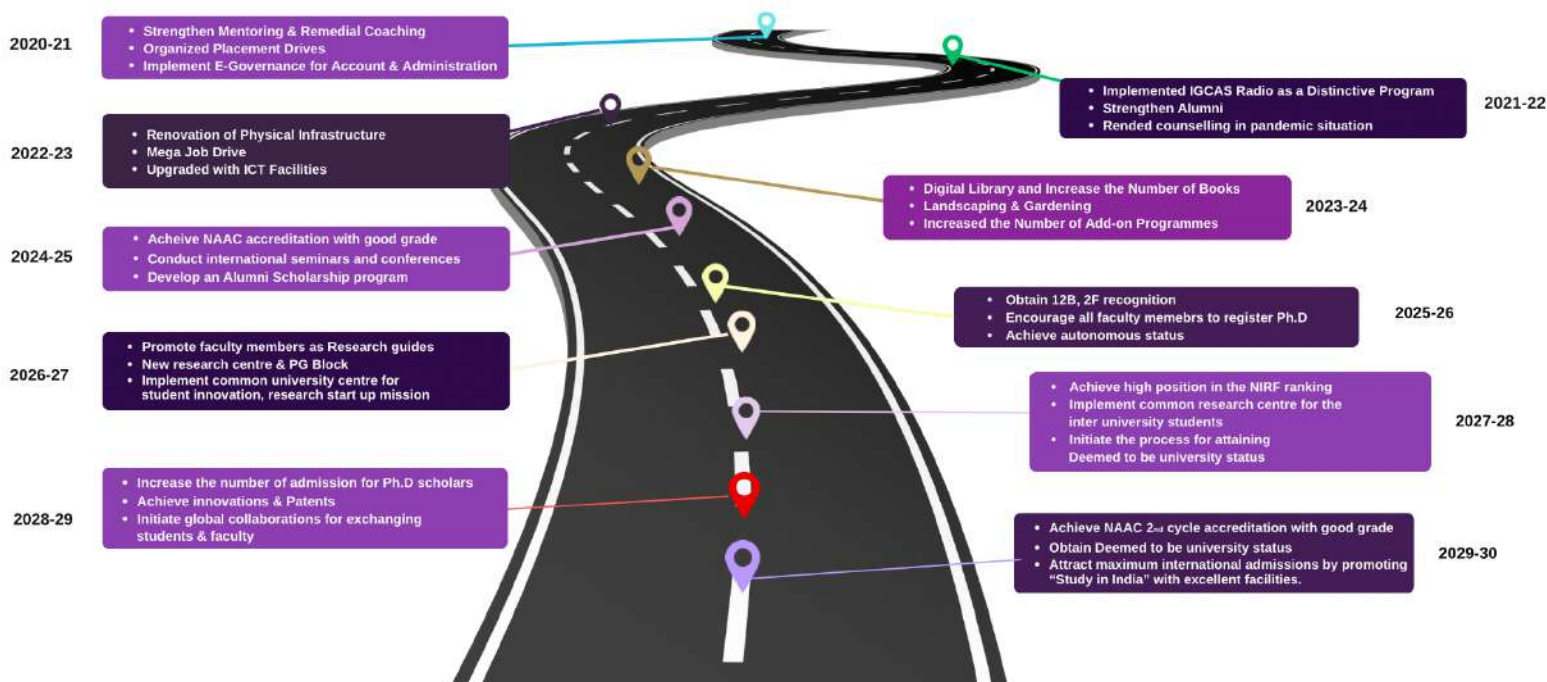 2020-21
• Strengthen Mentoring & Remedial Coaching
• Organized Placement Drives
• Implement E-Governance for Account & Administration
• Implemented IGCAS Radio as a Distinctive Program
• Strengthen Alumni
• Rended counselling in pandemic situation
2021-22
2022-23
• Renovation of Physical Infrastructure
• Mega Job Drive
• Upgraded with ICT Facilities
• Digital Library and Increase the Number of Books
• Landscaping & Gardening
• Increased the Number of Add-on Programmes
2023-24
2024-25
• Acheive NAAC accreditation with good grade
• Conduct international seminars and conferences
• Develop an Alumni Scholarship program
• Obtain 12B, 2F recognition
• Encourage all faculty memebrs to register Ph.D
• Achieve autonomous status
2025-26
2026-27
• Promote faculty members as Research guides
• New research centre & PG Block
• Implement common university centre for
student innovation, research start up mission
• Achieve high position in the NIRF ranking
• Implement common research centre for the
inter university students
• Initiate the process for attaining
Deemed to be university status
2027-28
2028-29
• Increase the number of admission for Ph.D scholars
• Achieve innovations & Patents
• Initiate global collaborations for exchanging
students & faculty
• Achieve NAAC 2nd cycle accreditation with good grade
• Obtain Deemed to be university status
• Attract maximum international admissions by promoting
“Study in India” with excellent facilities.
2029-30